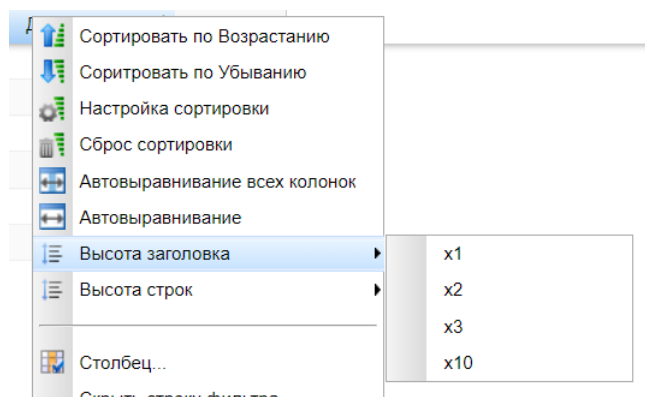 Сортировать по Возрастанию
Соритровать по Убыванию
Настройка сортировки
Сброс сортировки
Автовыравнивание всех колонок
Автовыравнивание
Высота заголовка
x1
Высота строк
x2
x3
Столбец...
x10